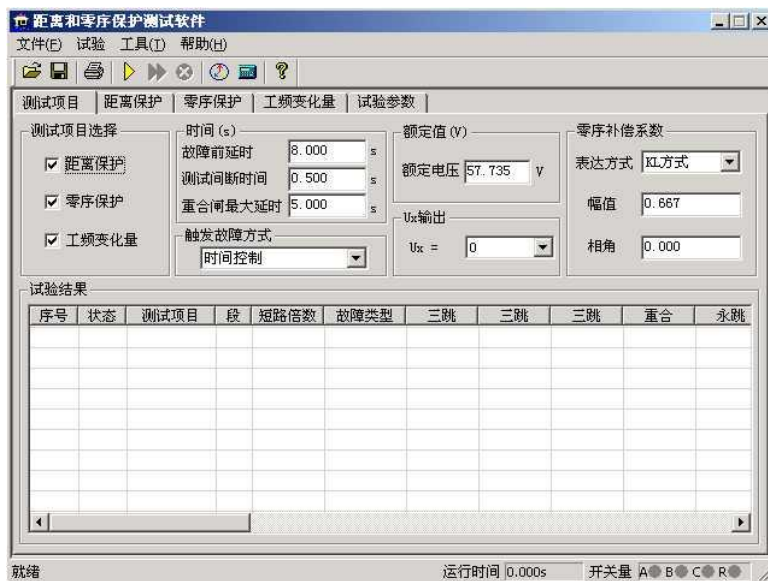 距离和零序保护测试软件
文件(F) 试验 工具(T) 帮助(H)
测试项目 距离保护 零序保护 工频变化量 试验参数
测试项目选择
距离保护
零序保护
工频变化量
时间(s)
故障前延时 8.000 s
测试间断时间 0.500 s
重合闸最大延时 5.000 s
触发故障方式
时间控制
额定值(V)
额定电压 57.735 V
Ux输出
Ux = 0
零序补偿系数
表达方式 KL方式
幅值 0.667
相角 0.000
试验结果
序号 状态 测试项目 段 短路倍数 故障类型 三跳 三跳 三跳 重合 永跳
就绪 运行时间 0.000s 开关量 A B C R